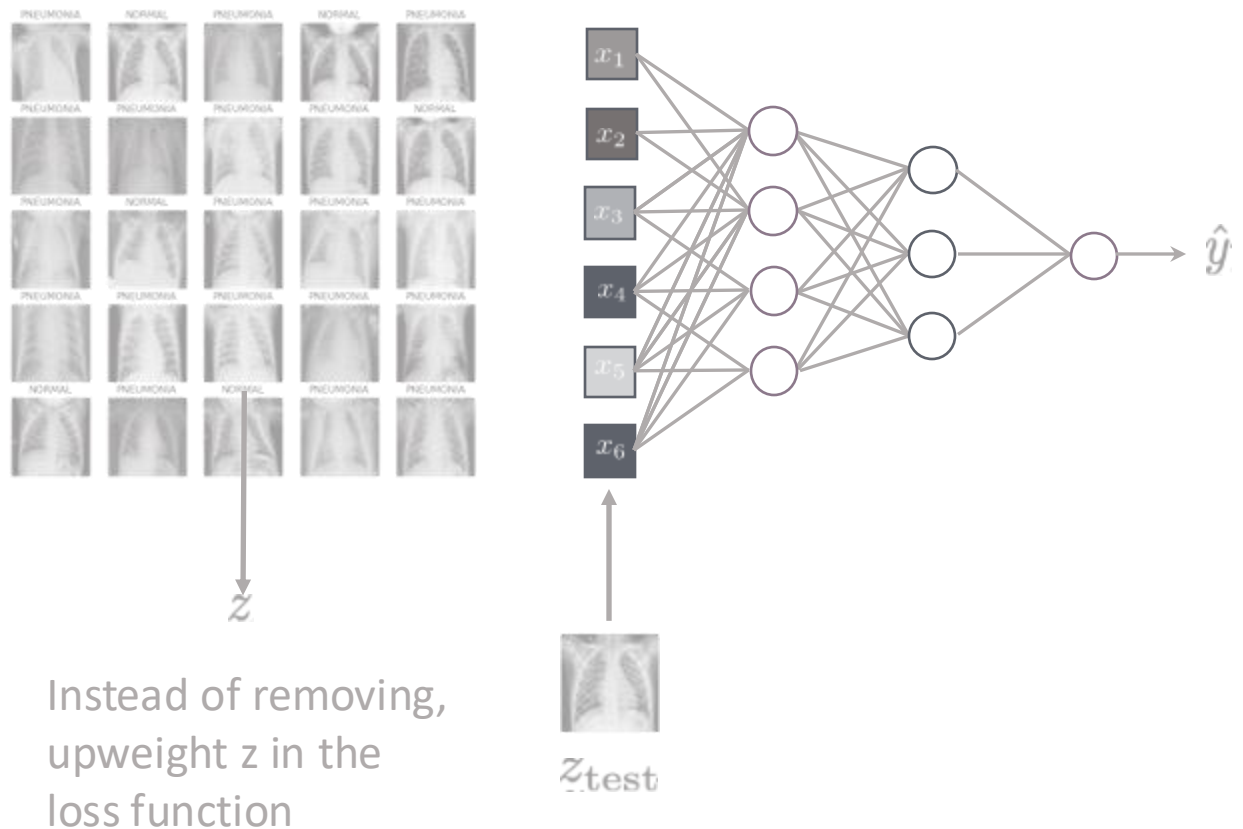 PNEUMONIA NORMAL PNEUMONIA NORMAL PNEUMONIA
PNEUMONIA PNEUMONIA PNEUMONIA PNEUMONIA NORMAL
PNEUMONIA NORMAL PNEUMONIA PNEUMONIA PNEUMONIA
PNEUMONIA PNEUMONIA PNEUMONIA PNEUMONIA PNEUMONIA
NORMAL PNEUMONIA NORMAL PNEUMONIA PNEUMONIA
z
Instead of removing,
upweight z in the
loss function
x₁
x₂
x₃
x₄
x₅
x₆
ŷ
z_test